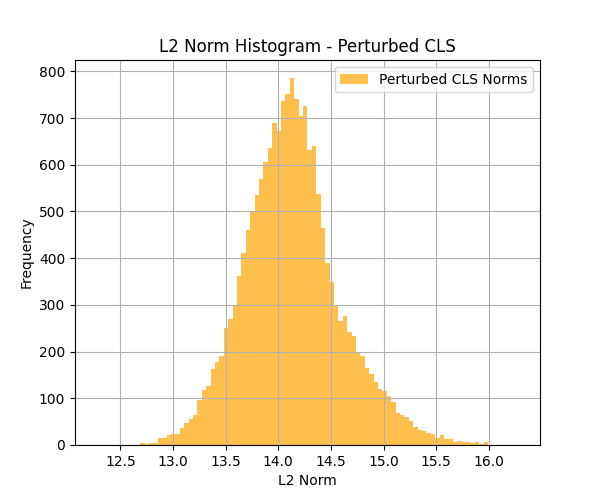 L2 Norm Histogram - Perturbed CLS
Perturbed CLS Norms
800
700
600
500
400
300
200
100
0
Frequency
12.5 13.0 13.5 14.0 14.5 15.0 15.5 16.0
L2 Norm